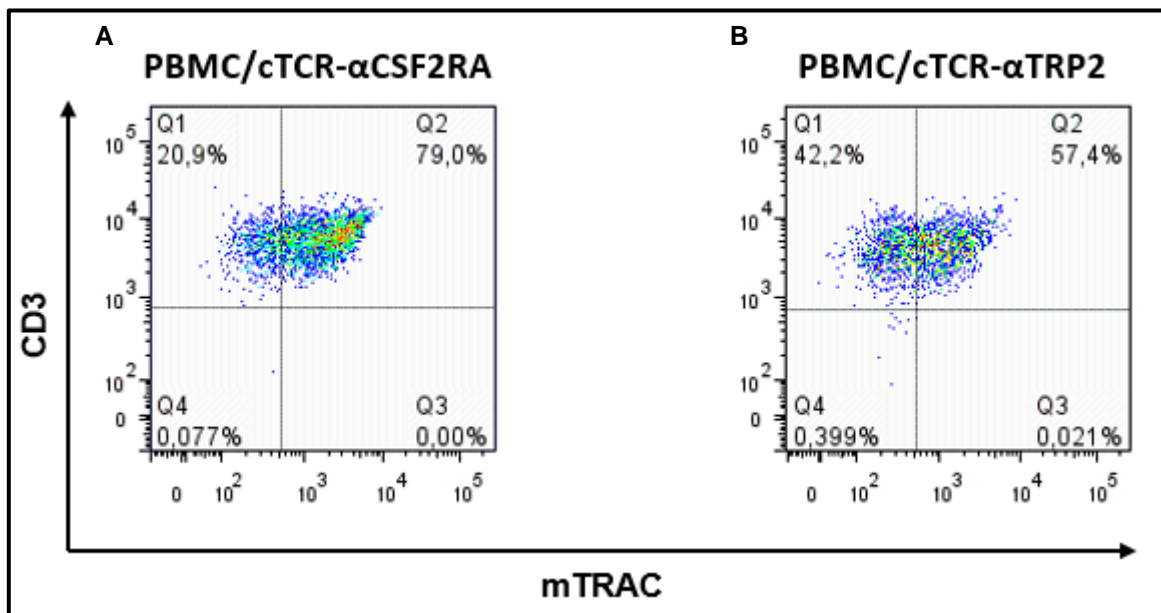 A
PBMC/cTCR-αCSF2RA
Q1
20,9%
Q2
79,0%
Q4
0,077%
Q3
0,00%
10^5
10^4
10^3
10^2
0
0 10^2 10^3 10^4 10^5
B
PBMC/cTCR-αTRP2
Q1
42,2%
Q2
57,4%
Q4
0,399%
Q3
0,021%
10^5
10^4
10^3
10^2
0
0 10^2 10^3 10^4 10^5
CD3
mTRAC